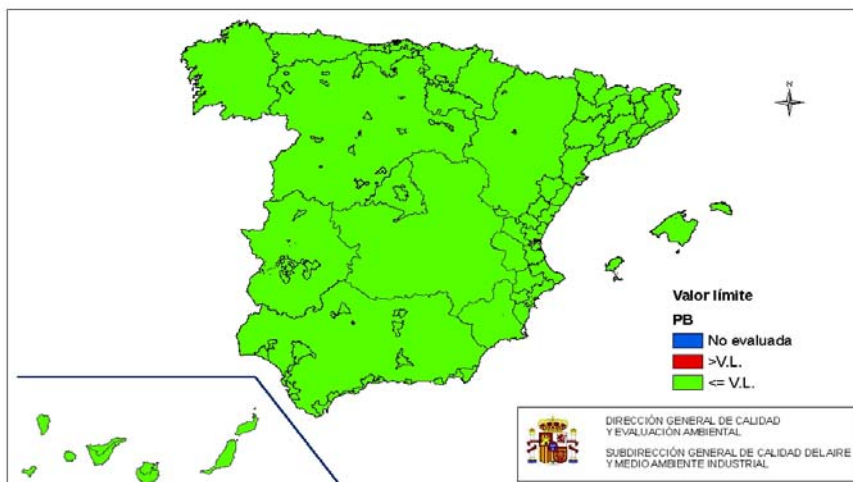 N
Valor límite
PB
No evaluada
>V.L.
<= V.L.
DIRECCIÓN GENERAL DE CALIDAD
Y EVALUACIÓN AMBIENTAL
SUBDIRECCIÓN GENERAL DE CALIDAD DEL AIRE
Y MEDIO AMBIENTE INDUSTRIAL